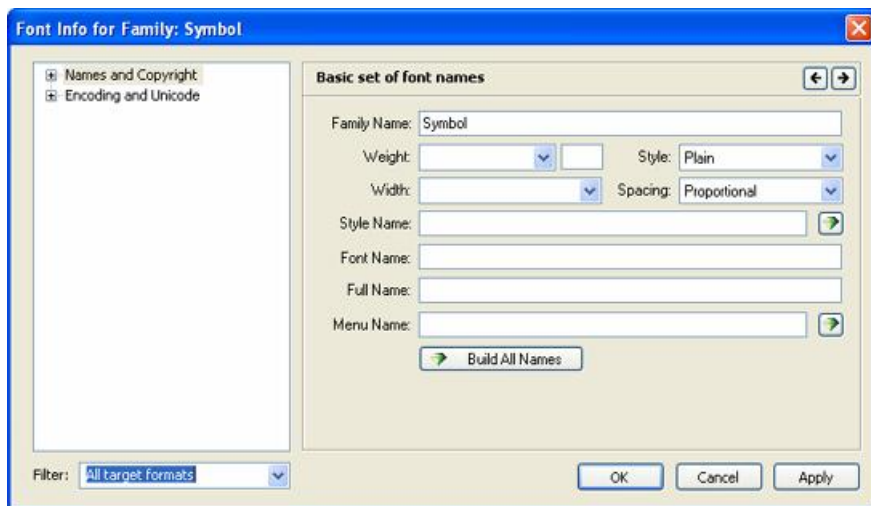 Font Info for Family: Symbol
Names and Copyright
Encoding and Unicode
Basic set of font names
Family Name: Symbol
Weight: Style: Plain
Width: Spacing: Proportional
Style Name:
Font Name:
Full Name:
Menu Name:
Build All Names
Filter: All target formats OK Cancel Apply